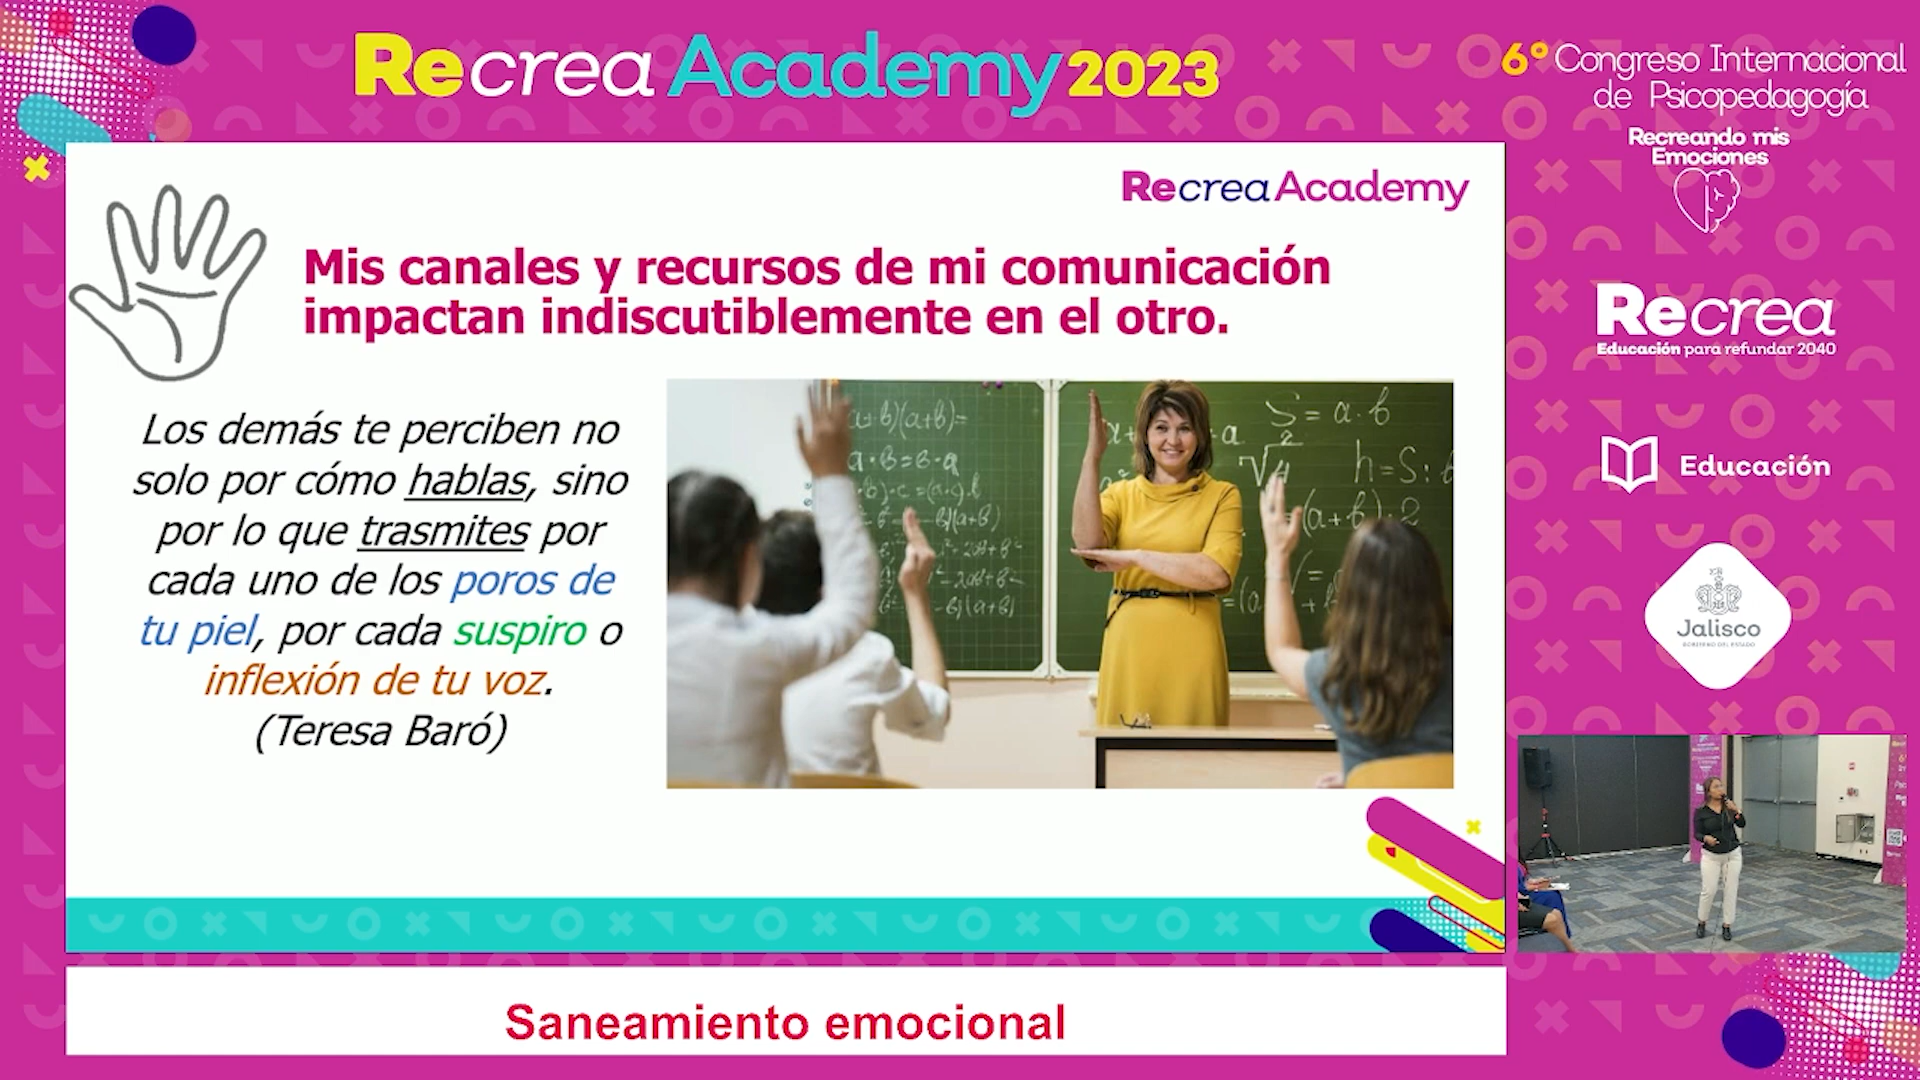 Recrea Academy 2023
6° Congreso Internacional
de Psicopedagogía
Recreando mis
Emociones
Recrea
Educación para refundar 2040
Educación
Jalisco
GOBIERNO DEL ESTADO
Recrea Academy
Mis canales y recursos de mi comunicación
impactan indiscutiblemente en el otro.
Los demás te perciben no
solo por cómo hablas, sino
por lo que trasmites por
cada uno de los poros de
tu piel, por cada suspiro o
inflexión de tu voz.
(Teresa Baró)
S = a·b
Saneamiento emocional